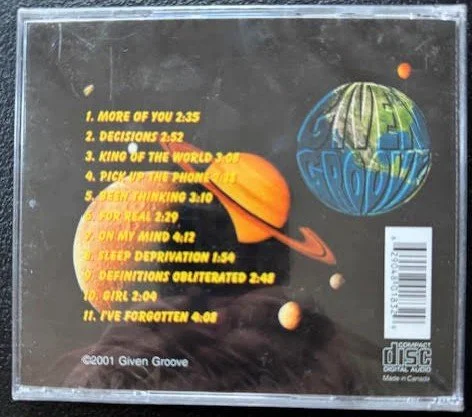 GIVEN
GROOVE
1. MORE OF YOU 2:35
2. DECISIONS 2:52
3. KING OF THE WORLD 3:08
4. PICK UP THE PHONE
5. BEEN THINKING 3:10
6. FOR REAL 2:29
7. ON MY MIND 4:12
8. SLEEP DEPRIVATION 1:54
9. DEFINITIONS OBLITERATED 2:48
10. GIRL 2:04
11. I'VE FORGOTTEN 4:08
©2001 Given Groove
COMPACT
disc
DIGITAL AUDIO
Made in Canada